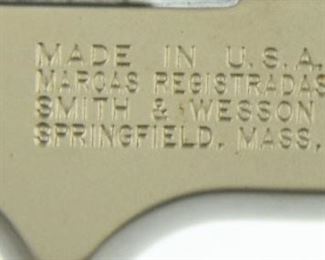 MADE IN U.S.A.
MARCAS REGISTRADAS
SMITH & WESSON
SPRINGFIELD, MASS.